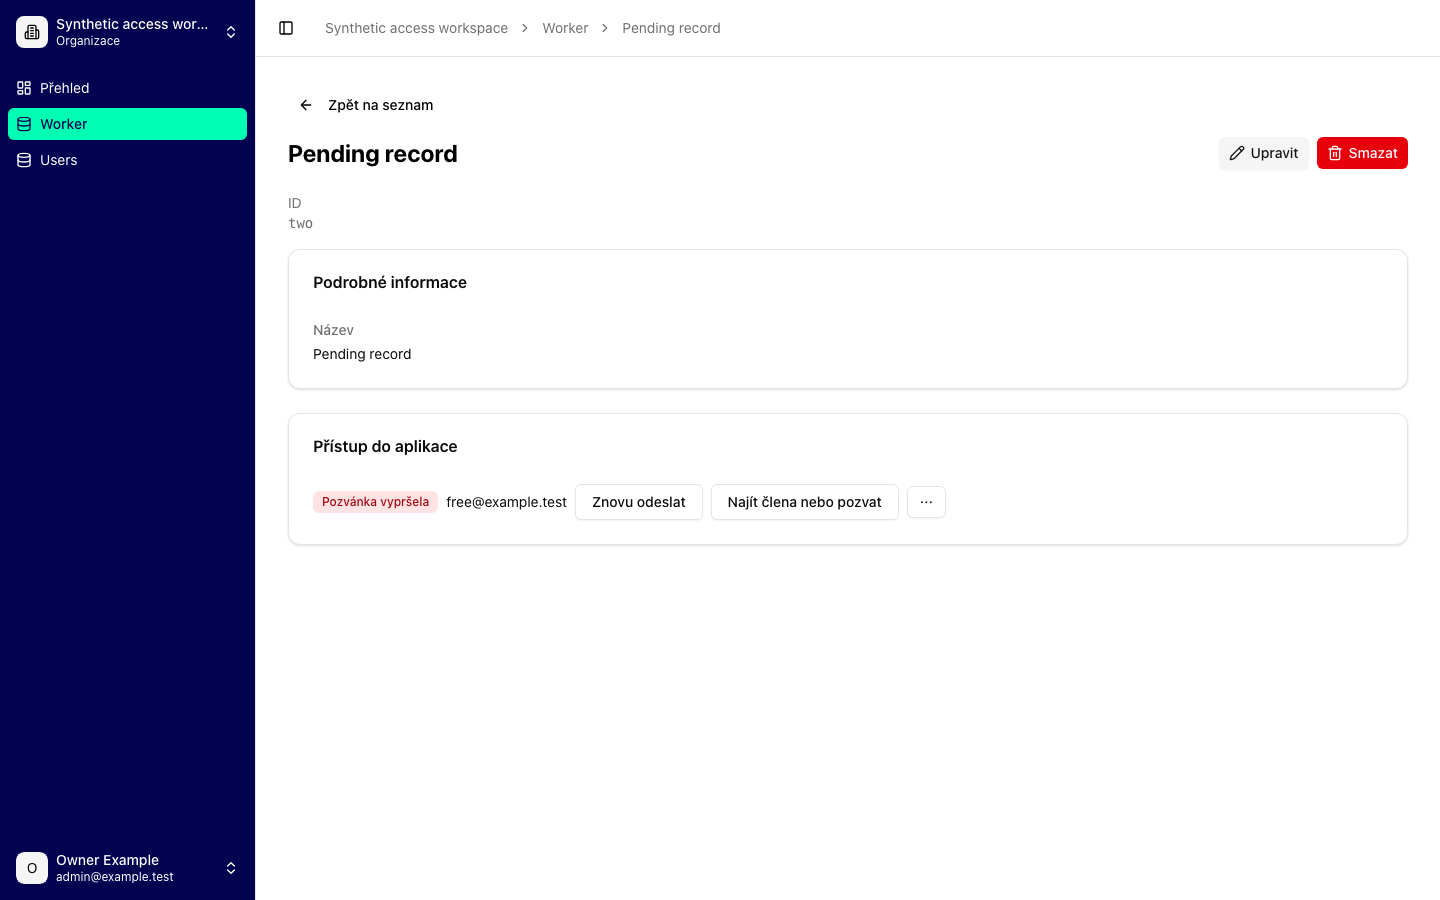 Synthetic access wor...
Organizace
Přehled
Worker
Users
Owner Example
O
admin@example.test
Synthetic access workspace
Worker
Pending record
Zpět na seznam
Pending record
Upravit
Smazat
ID
two
Podrobné informace
Název
Pending record
Přístup do aplikace
Pozvánka vypršela
free@example.test
Znovu odeslat
Najít člena nebo pozvat
...